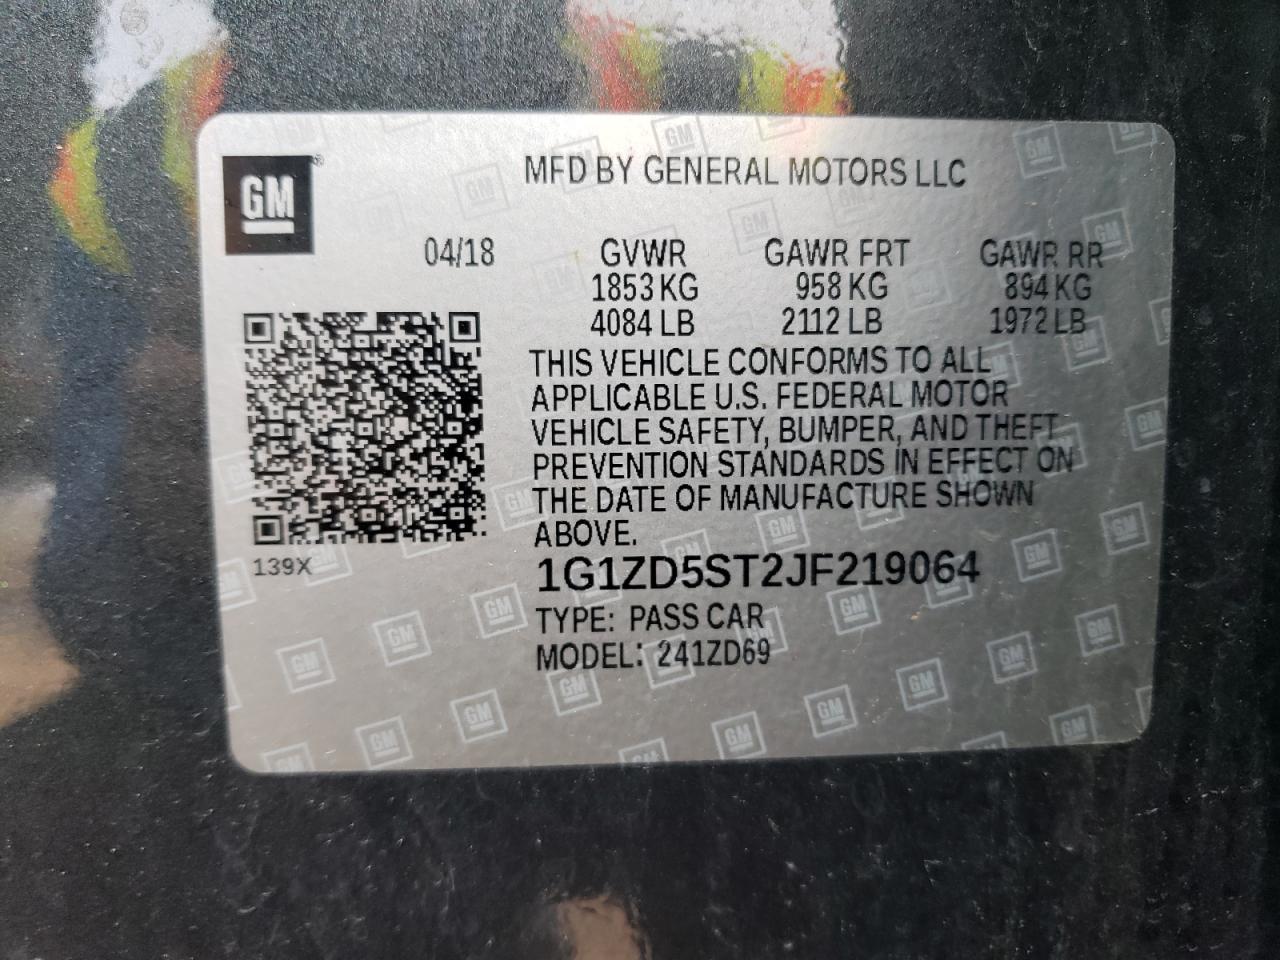 GM
MFD BY GENERAL MOTORS LLC
04/18 GVWR GAWR FRT GAWR RR
1853 KG 958 KG 894 KG
4084 LB 2112 LB 1972 LB
THIS VEHICLE CONFORMS TO ALL
APPLICABLE U.S. FEDERAL MOTOR
VEHICLE SAFETY, BUMPER, AND THEFT
PREVENTION STANDARDS IN EFFECT ON
THE DATE OF MANUFACTURE SHOWN
ABOVE.
139X
1G1ZD5ST2JF219064
TYPE: PASS CAR
MODEL: 241ZD69